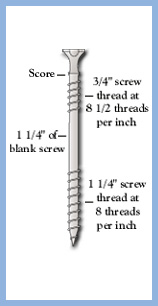 Score
3/4" screw
thread at
8 1/2 threads
per inch
1 1/4" of
blank screw
1 1/4" screw
thread at
8 threads
per inch